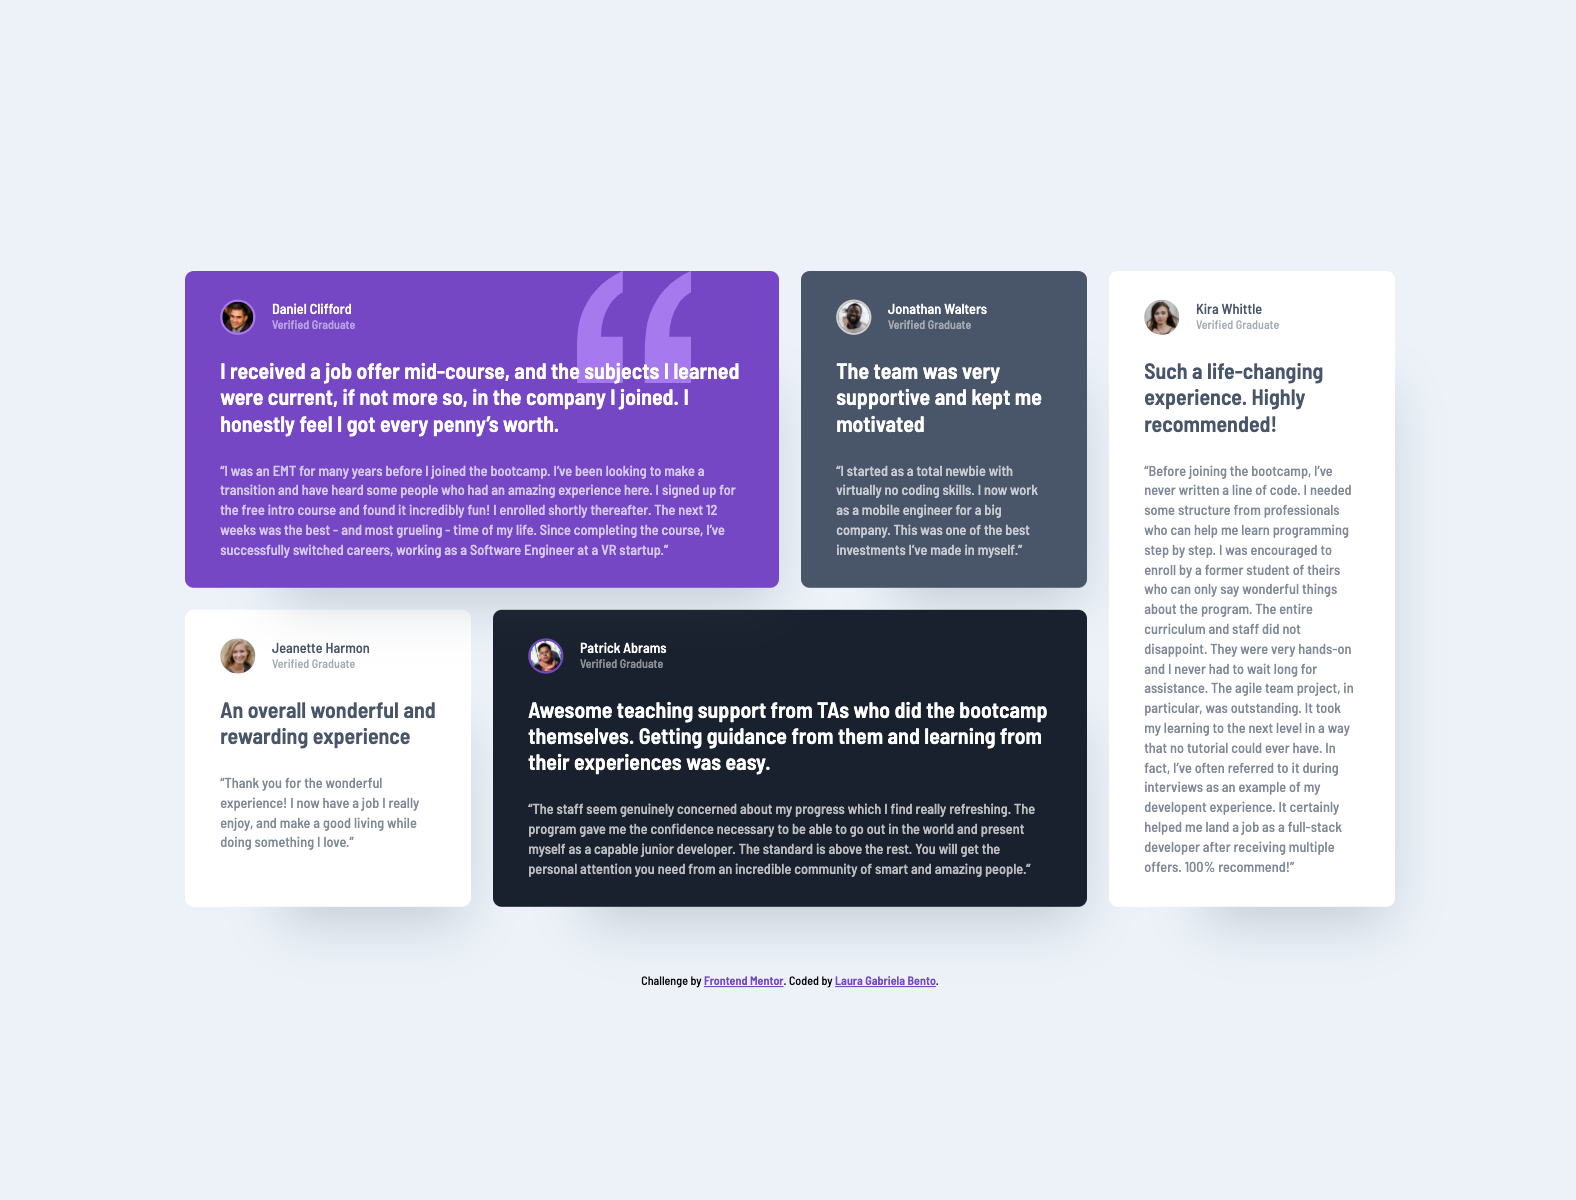 Daniel Clifford
Verified Graduate
I received a job offer mid-course, and the subjects I learned
were current, if not more so, in the company I joined. I
honestly feel I got every penny’s worth.
“I was an EMT for many years before I joined the bootcamp. I’ve been looking to make a
transition and have heard some people who had an amazing experience here. I signed up for
the free intro course and found it incredibly fun! I enrolled shortly thereafter. The next 12
weeks was the best - and most grueling - time of my life. Since completing the course, I’ve
successfully switched careers, working as a Software Engineer at a VR startup.”
Jonathan Walters
Verified Graduate
The team was very
supportive and kept me
motivated
“I started as a total newbie with
virtually no coding skills. I now work
as a mobile engineer for a big
company. This was one of the best
investments I’ve made in myself.”
Kira Whittle
Verified Graduate
Such a life-changing
experience. Highly
recommended!
“Before joining the bootcamp, I’ve
never written a line of code. I needed
some structure from professionals
who can help me learn programming
step by step. I was encouraged to
enroll by a former student of theirs
who can only say wonderful things
about the program. The entire
curriculum and staff did not
disappoint. They were very hands-on
and I never had to wait long for
assistance. The agile team project, in
particular, was outstanding. It took
my learning to the next level in a way
that no tutorial could ever have. In
fact, I’ve often referred to it during
interviews as an example of my
developent experience. It certainly
helped me land a job as a full-stack
developer after receiving multiple
offers. 100% recommend!”
Jeanette Harmon
Verified Graduate
An overall wonderful and
rewarding experience
“Thank you for the wonderful
experience! I now have a job I really
enjoy, and make a good living while
doing something I love.”
Patrick Abrams
Verified Graduate
Awesome teaching support from TAs who did the bootcamp
themselves. Getting guidance from them and learning from
their experiences was easy.
“The staff seem genuinely concerned about my progress which I find really refreshing. The
program gave me the confidence necessary to be able to go out in the world and present
myself as a capable junior developer. The standard is above the rest. You will get the
personal attention you need from an incredible community of smart and amazing people.”
Challenge by Frontend Mentor. Coded by Laura Gabriela Bento.